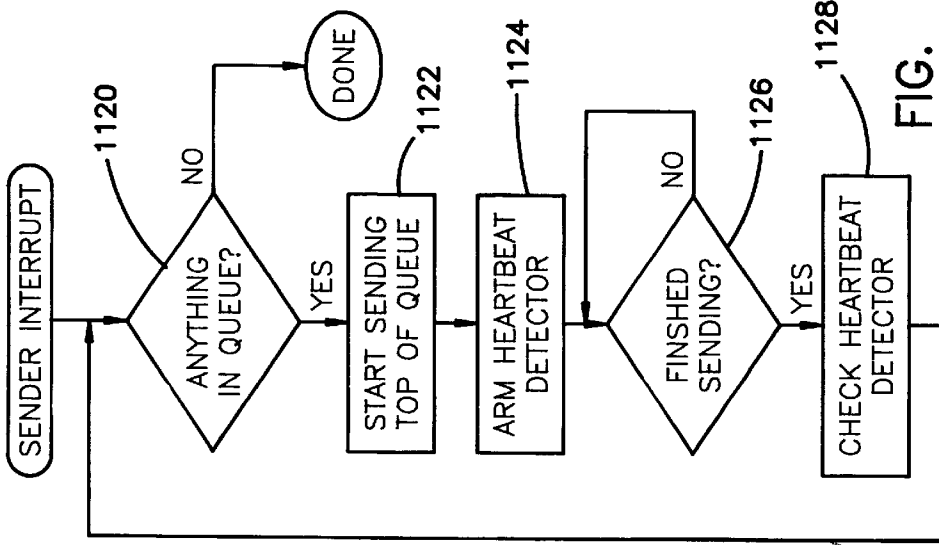 SENDER INTERRUPT
1120
ANYTHING
IN QUEUE?
NO
DONE
YES
1122
START SENDING
TOP OF QUEUE
1124
ARM HEARTBEAT
DETECTOR
1126
FINSHED
SENDING?
NO
YES
1128
CHECK HEARTBEAT
DETECTOR
FIG.